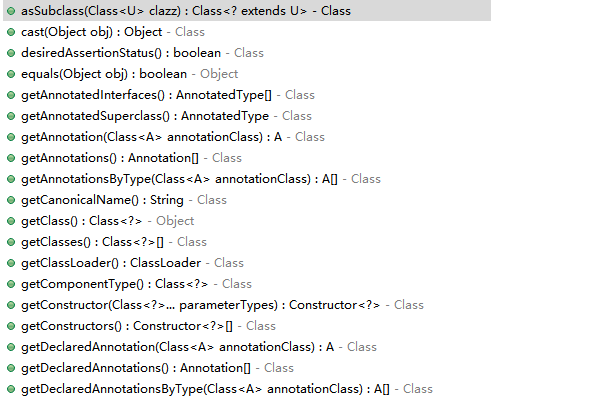 asSubclass(Class<U> clazz) : Class<? extends U> - Class
cast(Object obj) : Object - Class
desiredAssertionStatus() : boolean - Class
equals(Object obj) : boolean - Object
getAnnotatedInterfaces() : AnnotatedType[] - Class
getAnnotatedSuperclass() : AnnotatedType - Class
getAnnotation(Class<A> annotationClass) : A - Class
getAnnotations() : Annotation[] - Class
getAnnotationsByType(Class<A> annotationClass) : A[] - Class
getCanonicalName() : String - Class
getClass() : Class<?> - Object
getClasses() : Class<?>[] - Class
getClassLoader() : ClassLoader - Class
getComponentType() : Class<?> - Class
getConstructor(Class<?>... parameterTypes) : Constructor<?> - Class
getConstructors() : Constructor<?>[] - Class
getDeclaredAnnotation(Class<A> annotationClass) : A - Class
getDeclaredAnnotations() : Annotation[] - Class
getDeclaredAnnotationsByType(Class<A> annotationClass) : A[] - Class